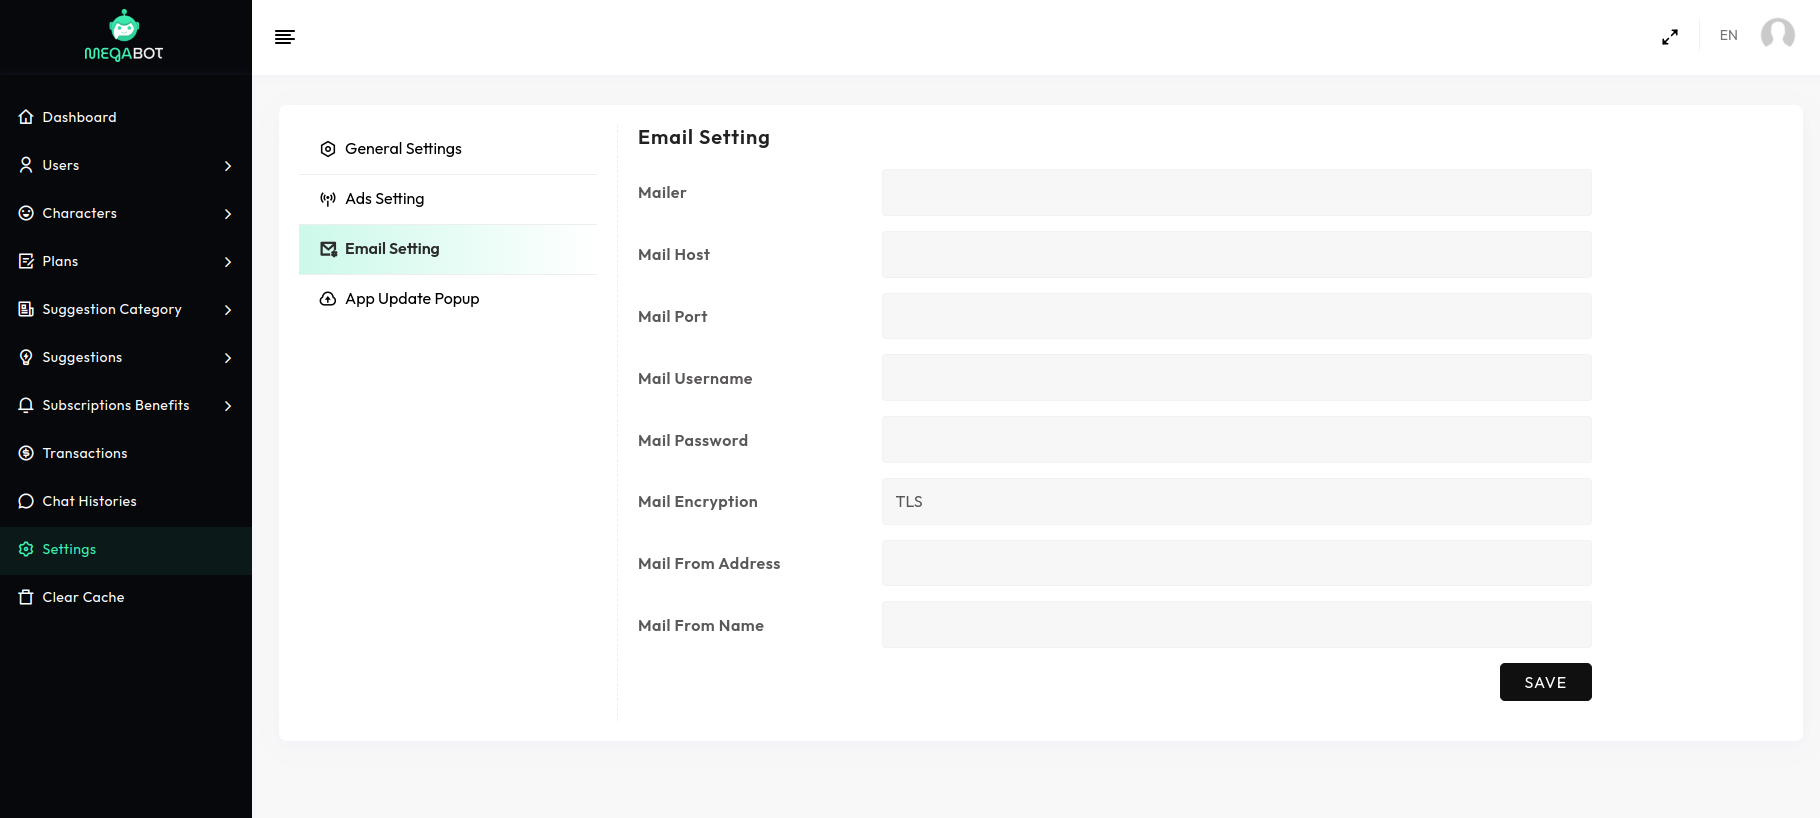 MEGABOT
EN
Dashboard
Users
Characters
Plans
Suggestion Category
Suggestions
Subscriptions Benefits
Transactions
Chat Histories
Settings
Clear Cache
General Settings
Ads Setting
Email Setting
App Update Popup
Email Setting
Mailer
Mail Host
Mail Port
Mail Username
Mail Password
Mail Encryption TLS
Mail From Address
Mail From Name
SAVE